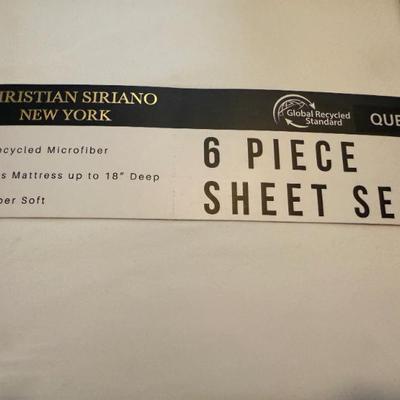 HRISTIAN SIRIANO
NEW YORK
Global Recycled
Standard
QUE
ecycled Microfiber
s Mattress up to 18" Deep
per Soft
6 PIECE
SHEET SE